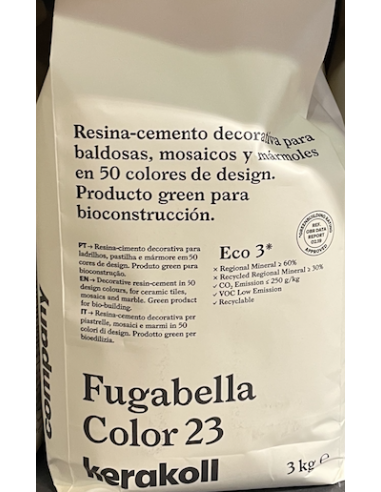 Resina-cemento decorativa para
baldosas, mosaicos y mármoles
en 50 colores de design.
Producto green para
bioconstrucción.
PT → Resina-cimento decorativa para
ladrilhos, pastilha e mármore em 50
cores de design. Produto green para
bioconstrução.
EN → Decorative resin-cement in 50
design colours, for ceramic tiles,
mosaics and marble. Green product
for bio-building.
IT → Resina-cemento decorativa per
piastrelle, mosaici e marmi in 50
colori di design. Prodotto green per
bioedilizia.
Eco 3*
× Regional Mineral ≥ 60%
× Recycled Regional Mineral ≥ 30%
✓ CO₂ Emission ≤ 250 g/kg
✓ VOC Low Emission
✓ Recyclable
REPORT
APPROVED
company
Fugabella
Color 23
kerakoll
3 kg e